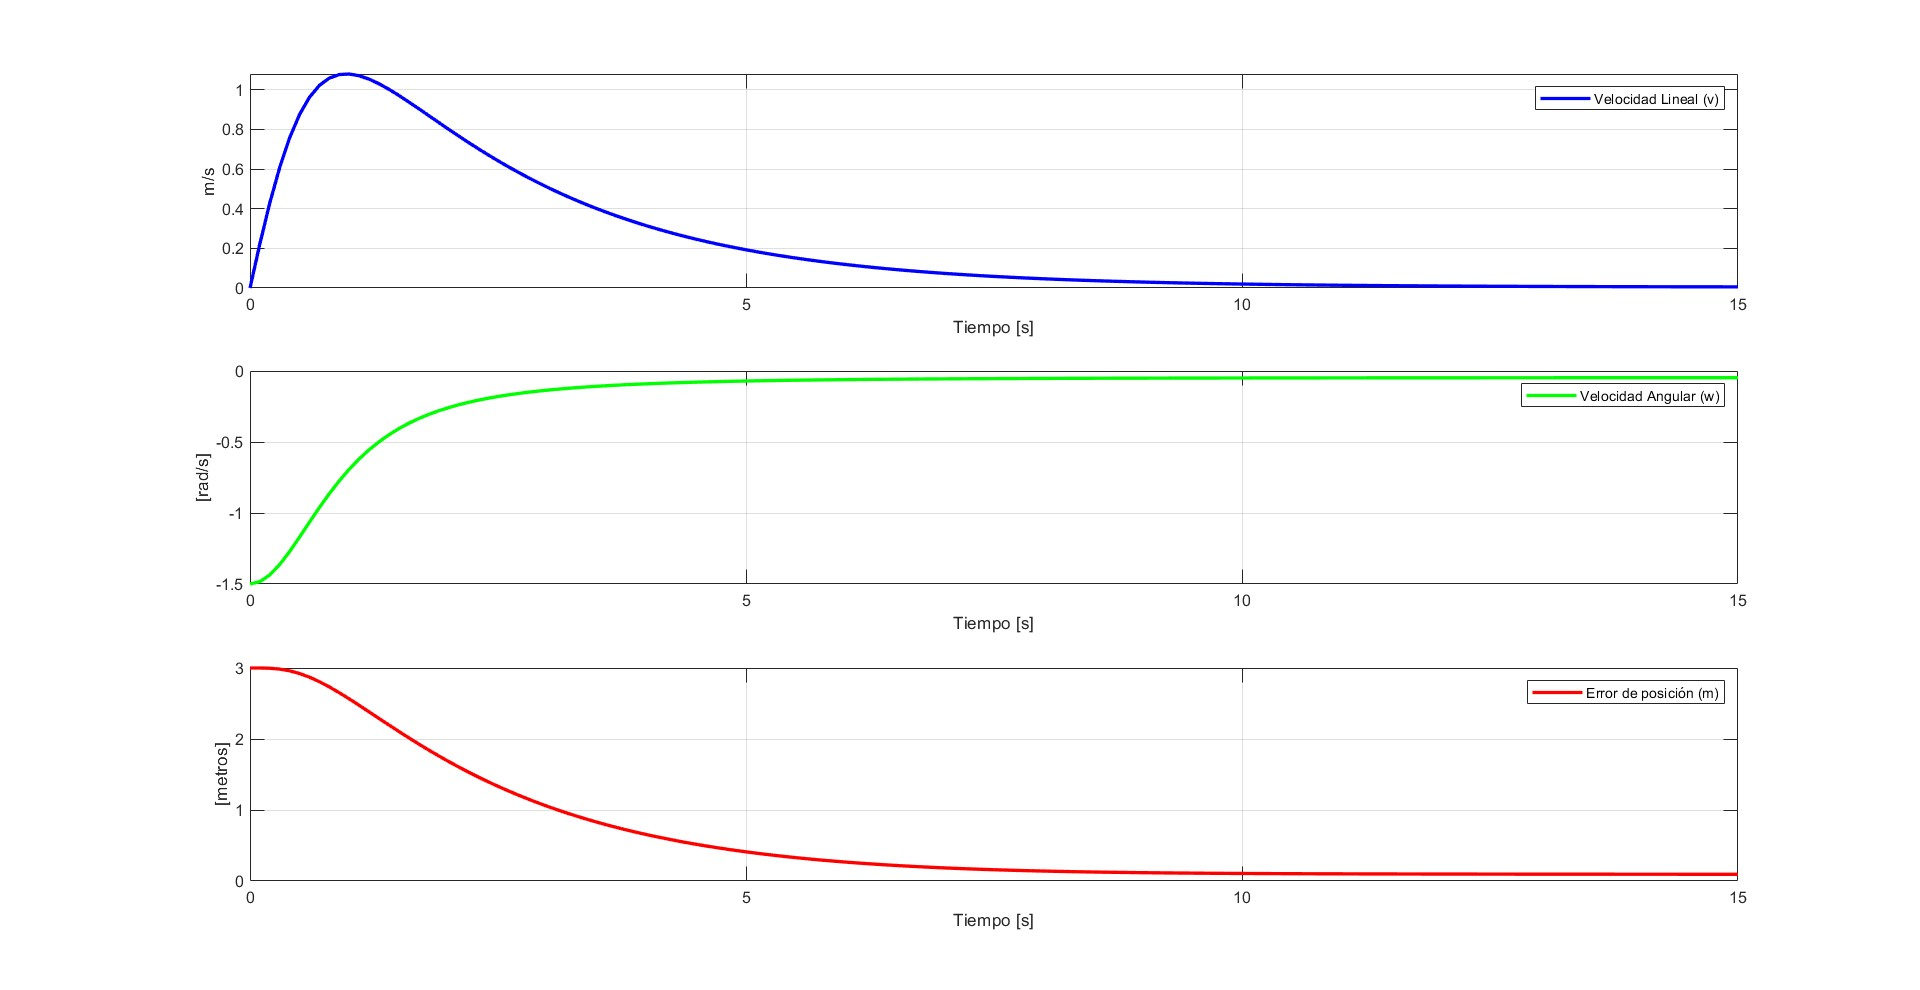 1
0.8
0.6
0.4
0.2
0
m/s
Velocidad Lineal (v)
0 5 10 15
Tiempo [s]
0
-0.5
-1
-1.5
[rad/s]
Velocidad Angular (w)
0 5 10 15
Tiempo [s]
3
2
1
0
[metros]
Error de posición (m)
0 5 10 15
Tiempo [s]